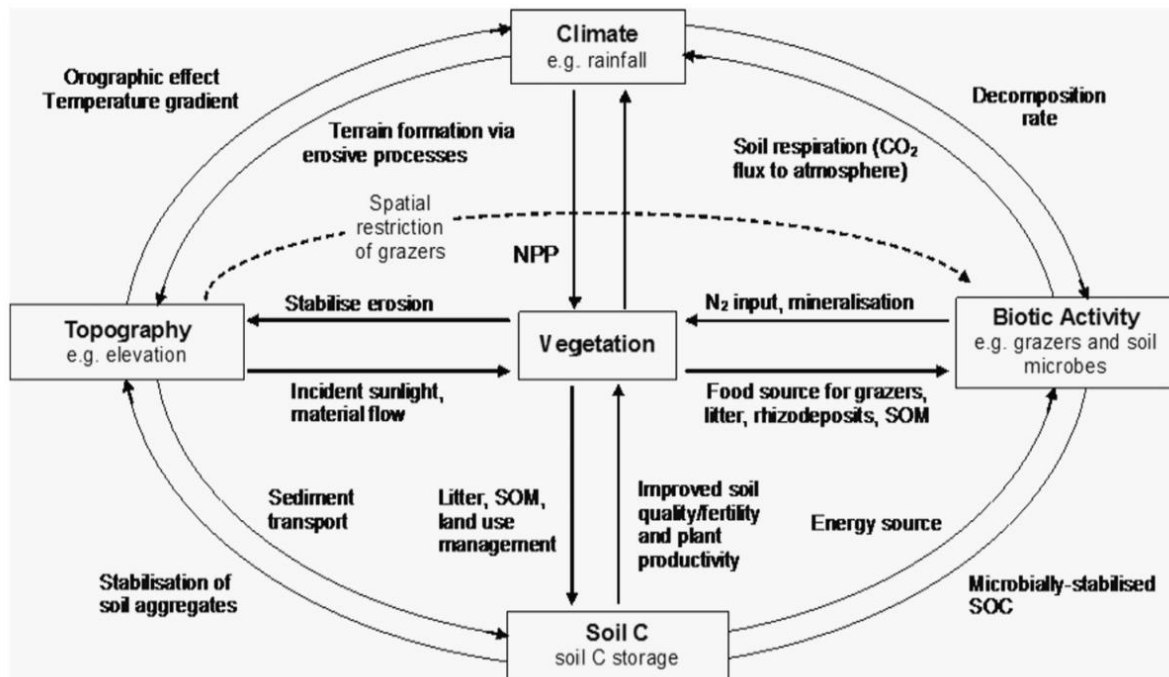 Climate
e.g. rainfall
Orographic effect
Temperature gradient
Decomposition
rate
Terrain formation via
erosive processes
Soil respiration (CO₂
flux to atmosphere)
Spatial
restriction
of grazers
NPP
Stabilise erosion
N₂ input, mineralisation
Topography
e.g. elevation
Vegetation
Biotic Activity
e.g. grazers and soil
microbes
Incident sunlight,
material flow
Food source for grazers,
litter, rhizodeposits, SOM
Sediment
transport
Litter, SOM,
land use
management
Improved soil
quality/fertility
and plant
productivity
Energy source
Stabilisation of
soil aggregates
Microbially-stabilised
SOC
Soil C
soil C storage